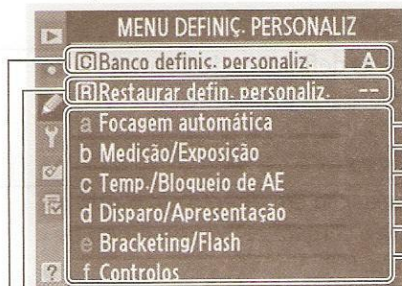 MENU DEFINIÇ. PERSONALIZ
C Banco definiç. personaliz. A
R Restaurar defin. personaliz. --
a Focagem automática
b Medição/Exposição
c Temp./Bloqueio de AE
d Disparo/Apresentação
e Bracketing/Flash
f Controlos
?